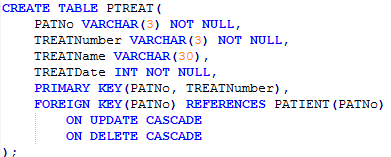 CREATE TABLE PTREAT(
PATNo VARCHAR(3) NOT NULL,
TREATNumber VARCHAR(3) NOT NULL,
TREATName VARCHAR(30),
TREATDate INT NOT NULL,
PRIMARY KEY(PATNo, TREATNumber),
FOREIGN KEY(PATNo) REFERENCES PATIENT(PATNo)
ON UPDATE CASCADE
ON DELETE CASCADE
);